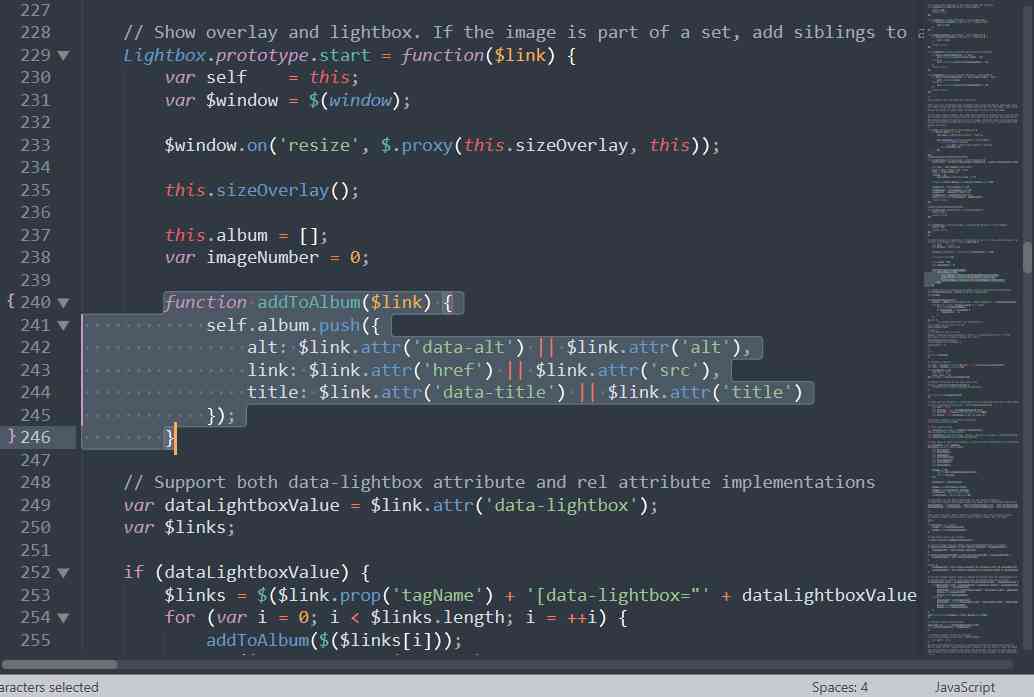 227
228 // Show overlay and lightbox. If the image is part of a set, add siblings to a
229 Lightbox.prototype.start = function($link) {
230 var self    = this;
231 var $window = $(window);
232
233 $window.on('resize', $.proxy(this.sizeOverlay, this));
234
235 this.sizeOverlay();
236
237 this.album = [];
238 var imageNumber = 0;
239
{ 240 function addToAlbum($link) {
241 self.album.push({
242 alt: $link.attr('data-alt') || $link.attr('alt'),
243 link: $link.attr('href') || $link.attr('src'),
244 title: $link.attr('data-title') || $link.attr('title')
245 });
} 246 }
247
248 // Support both data-lightbox attribute and rel attribute implementations
249 var dataLightboxValue = $link.attr('data-lightbox');
250 var $links;
251
252 if (dataLightboxValue) {
253 $links = $($link.prop('tagName') + '[data-lightbox="' + dataLightboxValue
254 for (var i = 0; i < $links.length; i = ++i) {
255 addToAlbum($($links[i]));
aracters selected Spaces: 4 JavaScript